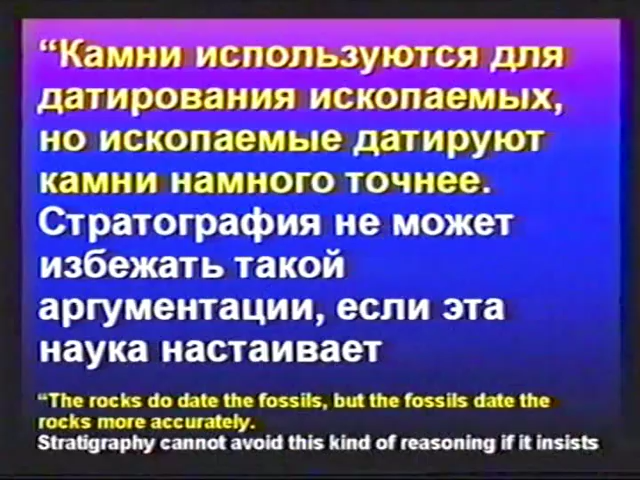 “Камни используются для
датирования ископаемых,
но ископаемые датируют
камни намного точнее.
Стратография не может
избежать такой
аргументации, если эта
наука настаивает
“The rocks do date the fossils, but the fossils date the
rocks more accurately.
Stratigraphy cannot avoid this kind of reasoning if it insists